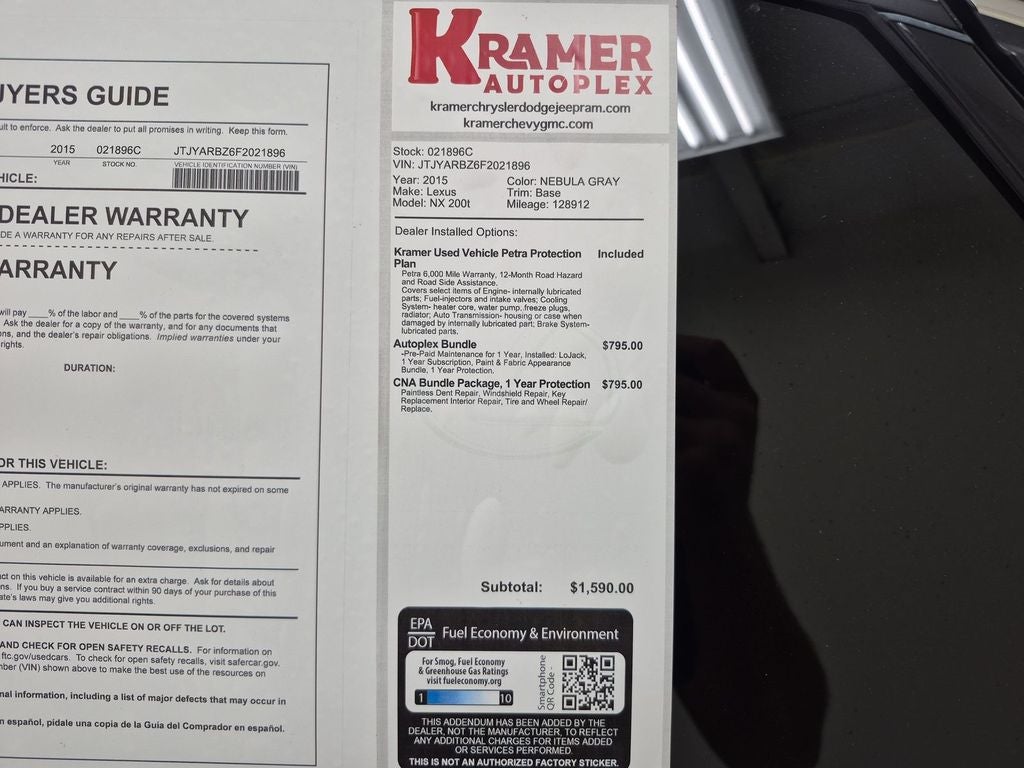 UYERS GUIDE
ult to enforce. Ask the dealer to put all promises in writing. Keep this form.
2015 021896C JTJYARBZ6F2021896
YEAR STOCK NO. VEHICLE IDENTIFICATION NUMBER (VIN)
HICLE:
DEALER WARRANTY
DE A WARRANTY FOR ANY REPAIRS AFTER SALE.
ARRANTY
will pay ____% of the labor and ____% of the parts for the covered systems
Ask the dealer for a copy of the warranty, and for any documents that
ons, and the dealer's repair obligations. Implied warranties under your
rights.
DURATION:
OR THIS VEHICLE:
APPLIES. The manufacturer's original warranty has not expired on some
ARRANTY APPLIES.
PPLIES.
ument and an explanation of warranty coverage, exclusions, and repair
act on this vehicle is available for an extra charge. Ask for details about
ns. If you buy a service contract within 90 days of your purchase of this
ate's laws may give you additional rights.
CAN INSPECT THE VEHICLE ON OR OFF THE LOT.
AND CHECK FOR OPEN SAFETY RECALLS. For information on
ftc.gov/usedcars. To check for open safety recalls, visit safercar.gov.
mber (VIN) shown above to make the best use of the resources on
nal information, including a list of major defects that may occur in
n español, pidale una copia de la Guia del Comprador en español.
KRAMER
AUTOPLEX
kramerchryslerdodgejeepram.com
kramerchevygmc.com
Stock: 021896C
VIN: JTJYARBZ6F2021896
Year: 2015 Color: NEBULA GRAY
Make: Lexus Trim: Base
Model: NX 200t Mileage: 128912
Dealer Installed Options:
Kramer Used Vehicle Petra Protection Included
Plan
Petra 6,000 Mile Warranty, 12-Month Road Hazard
and Road Side Assistance.
Covers select items of Engine- internally lubricated
parts; Fuel-injectors and intake valves; Cooling
System- heater core, water pump, freeze plugs,
radiator; Auto Transmission- housing or case when
damaged by internally lubricated part; Brake System-
lubricated parts.
Autoplex Bundle $795.00
-Pre-Paid Maintenance for 1 Year, Installed: LoJack,
1 Year Subscription, Paint & Fabric Appearance
Bundle, 1 Year Protection.
CNA Bundle Package, 1 Year Protection $795.00
Paintless Dent Repair, Windshield Repair, Key
Replacement Interior Repair, Tire and Wheel Repair/
Replace.
Subtotal: $1,590.00
EPA
DOT Fuel Economy & Environment
For Smog, Fuel Economy
& Greenhouse Gas Ratings
visit fueleconomy.org
1 10
Smartphone
QR Code -
THIS ADDENDUM HAS BEEN ADDED BY THE
DEALER, NOT THE MANUFACTURER, TO REFLECT
ANY ADDITIONAL CHARGES FOR ITEMS ADDED
OR SERVICES PERFORMED.
THIS IS NOT AN AUTHORIZED FACTORY STICKER.